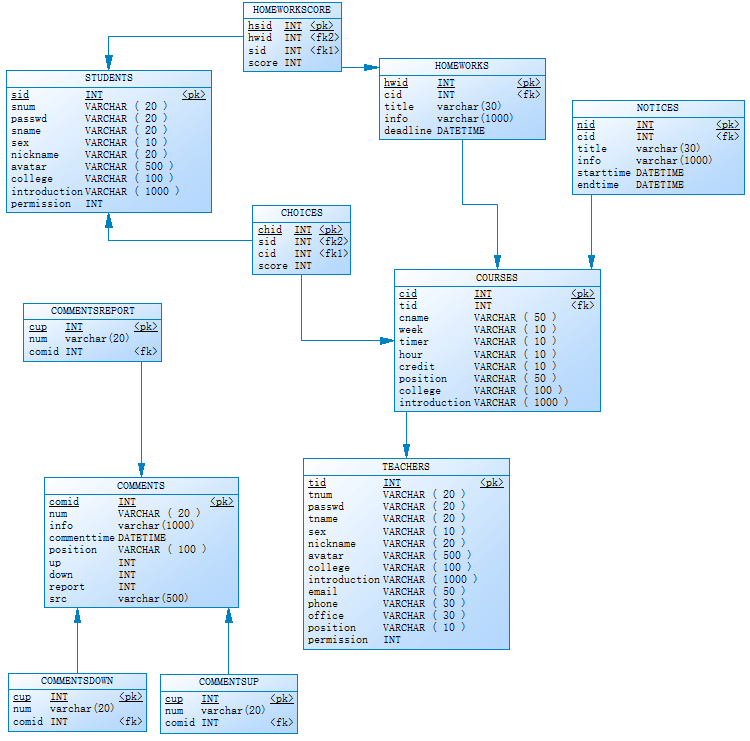 HOMEWORKSCORE
hsid INT <pk>
hwid INT <fk2>
sid INT <fk1>
score INT
STUDENTS
sid INT <pk>
snum VARCHAR ( 20 )
passwd VARCHAR ( 20 )
sname VARCHAR ( 20 )
sex VARCHAR ( 10 )
nickname VARCHAR ( 20 )
avatar VARCHAR ( 500 )
college VARCHAR ( 100 )
introduction VARCHAR ( 1000 )
permission INT
HOMEWORKS
hwid INT <pk>
cid INT <fk>
title varchar(30)
info varchar(1000)
deadline DATETIME
NOTICES
nid INT <pk>
cid INT <fk>
title varchar(30)
info varchar(1000)
starttime DATETIME
endtime DATETIME
CHOICES
chid INT <pk>
sid INT <fk2>
cid INT <fk1>
score INT
COURSES
cid INT <pk>
tid INT <fk>
cname VARCHAR ( 50 )
week VARCHAR ( 10 )
timer VARCHAR ( 10 )
hour VARCHAR ( 10 )
credit VARCHAR ( 10 )
position VARCHAR ( 50 )
college VARCHAR ( 100 )
introduction VARCHAR ( 1000 )
COMMENTSREPORT
cup INT <pk>
num varchar(20)
comid INT <fk>
TEACHERS
tid INT <pk>
tnum VARCHAR ( 20 )
passwd VARCHAR ( 20 )
tname VARCHAR ( 20 )
sex VARCHAR ( 10 )
nickname VARCHAR ( 20 )
avatar VARCHAR ( 500 )
college VARCHAR ( 100 )
introduction VARCHAR ( 1000 )
email VARCHAR ( 50 )
phone VARCHAR ( 30 )
office VARCHAR ( 30 )
position VARCHAR ( 10 )
permission INT
COMMENTS
comid INT <pk>
num VARCHAR ( 20 )
info varchar(1000)
commenttime DATETIME
position VARCHAR ( 100 )
up INT
down INT
report INT
src varchar(500)
COMMENTSDOWN
cup INT <pk>
num varchar(20)
comid INT <fk>
COMMENTSUP
cup INT <pk>
num varchar(20)
comid INT <fk>